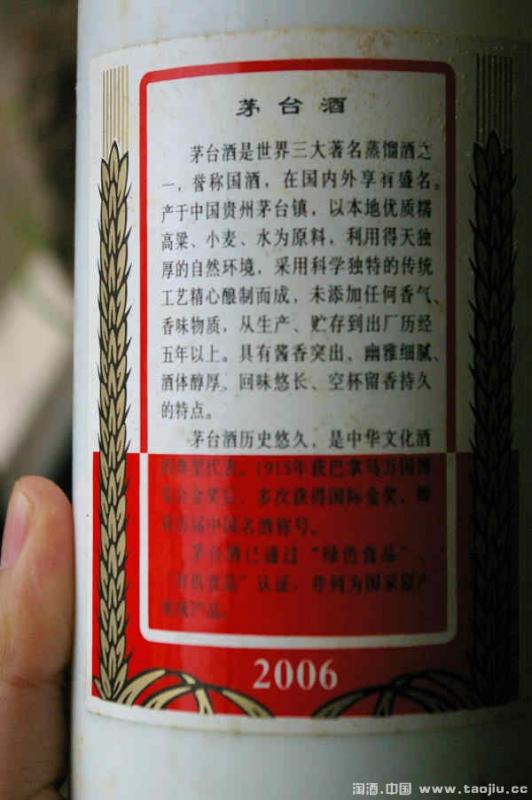 茅台酒
茅台酒是世界三大著名蒸馏酒之
一，誉称国酒，在国内外享有盛名。
产于中国贵州茅台镇，以本地优质糯
高粱、小麦、水为原料，利用得天独
厚的自然环境，采用科学独特的传统
工艺精心酿制而成，未添加任何香气、
香味物质，从生产、贮存到出厂历经
五年以上。具有酱香突出、幽雅细腻、
酒体醇厚、回味悠长、空杯留香持久
的特点。
茅台酒历史悠久，是中华文化酒
的典型代表。1915年获巴拿马万国博
览会金奖后，多次获得国际金奖，蝉
届中国名酒称号。
茅台酒已通过“绿色食品”、
“有机食品”认证，并列为国家原产
地域产品。
2006
淘酒.中国 www.taojiu.cc